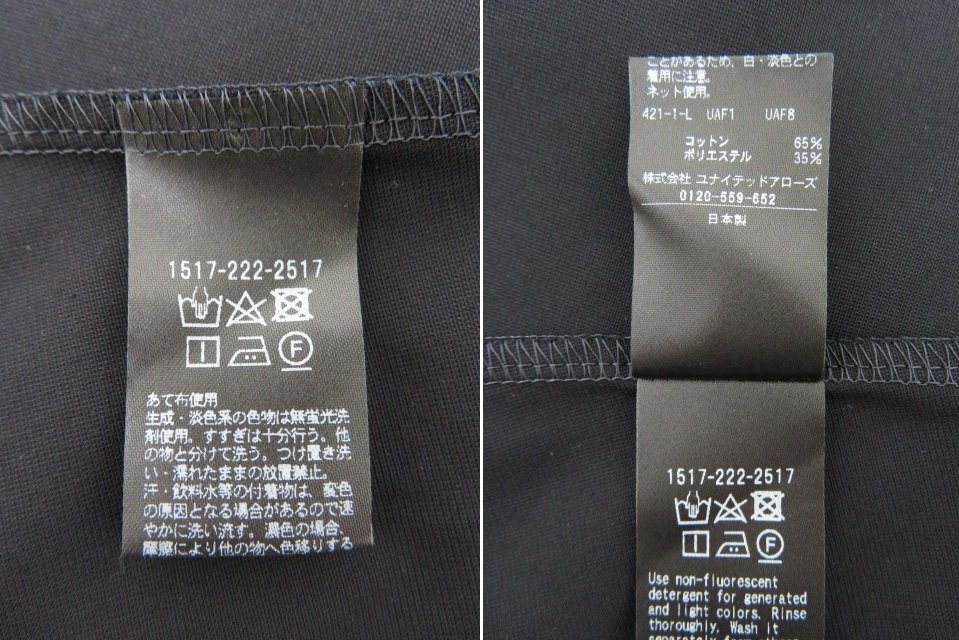 1517-222-2517
F
あて布使用
生成・淡色系の色物は無蛍光洗
剤使用。すすぎは十分行う。他
の物と分けて洗う。つけ置き洗
い・濡れたままの放置禁止。
汗・飲料水等の付着物は、変色
の原因となる場合があるので速
やかに洗い流す。濃色の場合、
摩擦により他の物へ色移りする
ことがあるため、白・淡色との
着用に注意。
ネット使用。
421-1-L UAF1 UAF8
コットン 65%
ポリエステル 35%
株式会社 ユナイテッドアローズ
0120-559-652
日本製
1517-222-2517
F
Use non-fluorescent
detergent for generated
and light colors. Rinse
thoroughly. Wash it